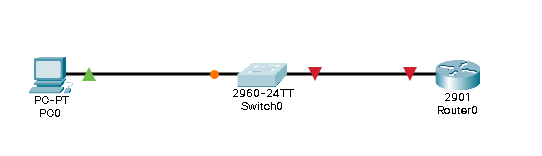 PC-PT
PC0
2960-24TT
Switch0
2901
Router0